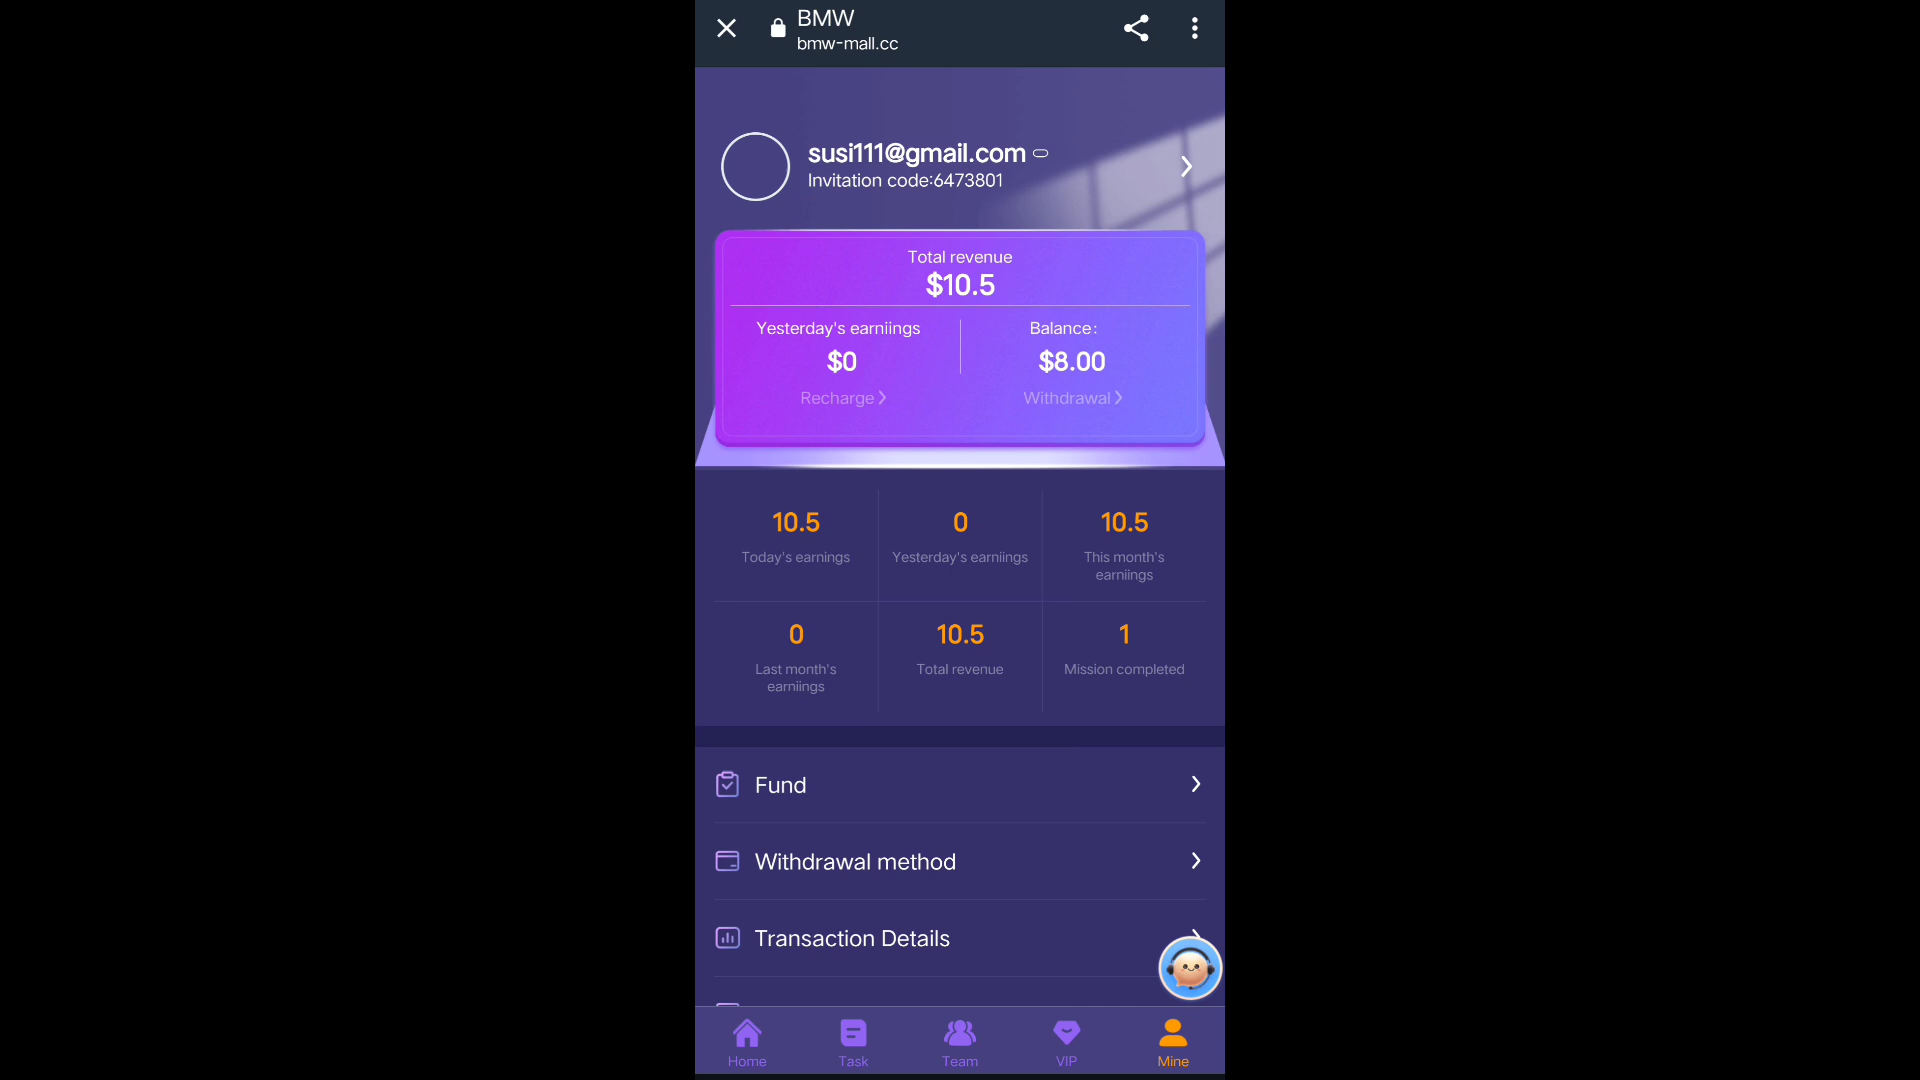 BMW
bmw-mall.cc
susi111@gmail.com
Invitation code:6473801
Total revenue
$10.5
Yesterday's earniings
Balance:
$0
$8.00
Recharge
Withdrawal
10.5
0
10.5
Today's earnings
Yesterday's earniings
This month's
earniings
0
10.5
1
Last month's
earniings
Total revenue
Mission completed
Fund
Withdrawal method
Transaction Details
Home
Task
Team
VIP
Mine